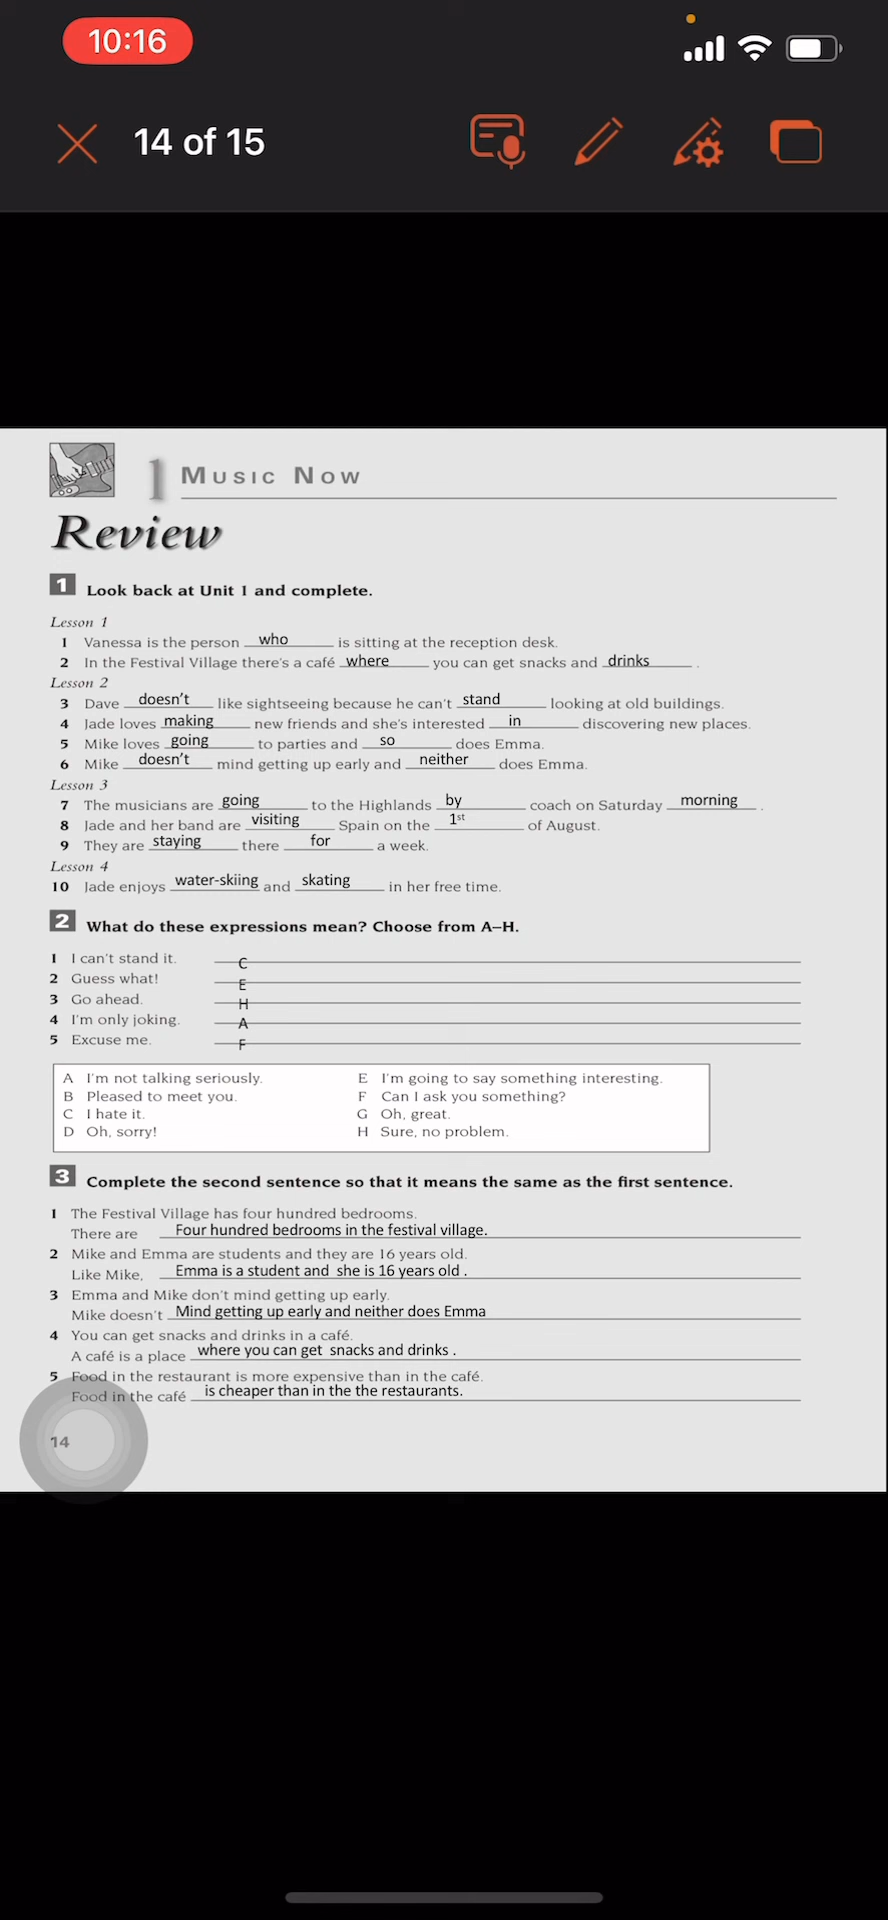 10:16
14 of 15
1 Music Now
Review
1 Look back at Unit 1 and complete.
Lesson 1
1 Vanessa is the person who is sitting at the reception desk.
2 In the Festival Village there's a café where you can get snacks and drinks .
Lesson 2
3 Dave doesn't like sightseeing because he can't stand looking at old buildings.
4 Jade loves making new friends and she's interested in discovering new places.
5 Mike loves going to parties and so does Emma.
6 Mike doesn't mind getting up early and neither does Emma.
Lesson 3
7 The musicians are going to the Highlands by coach on Saturday morning .
8 Jade and her band are visiting Spain on the 1st of August.
9 They are staying there for a week.
Lesson 4
10 Jade enjoys water-skiing and skating in her free time.
2 What do these expressions mean? Choose from A–H.
1 I can't stand it. C
2 Guess what! E
3 Go ahead. H
4 I'm only joking. A
5 Excuse me. F
A I'm not talking seriously. E I'm going to say something interesting.
B Pleased to meet you. F Can I ask you something?
C I hate it. G Oh, great.
D Oh, sorry! H Sure, no problem.
3 Complete the second sentence so that it means the same as the first sentence.
1 The Festival Village has four hundred bedrooms.
There are Four hundred bedrooms in the festival village.
2 Mike and Emma are students and they are 16 years old.
Like Mike, Emma is a student and she is 16 years old .
3 Emma and Mike don't mind getting up early.
Mike doesn't Mind getting up early and neither does Emma
4 You can get snacks and drinks in a café.
A café is a place where you can get snacks and drinks .
5 Food in the restaurant is more expensive than in the café.
Food in the café is cheaper than in the the restaurants.
14